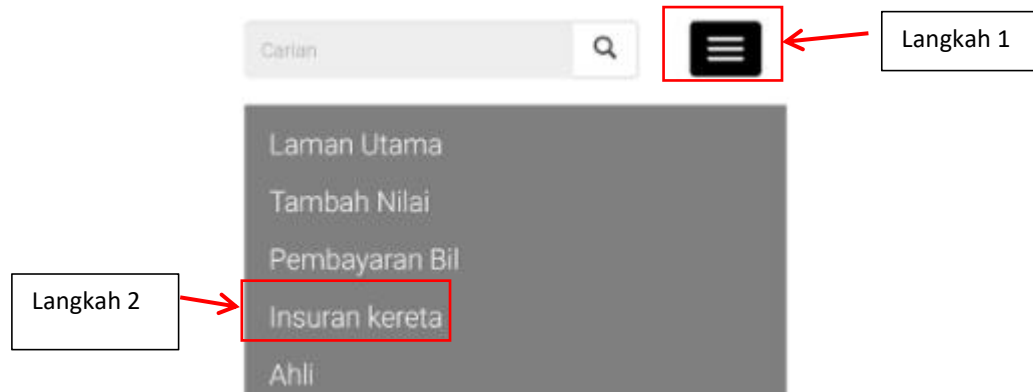 Carian
Langkah 1
Laman Utama
Tambah Nilai
Pembayaran Bil
Langkah 2
Insuran kereta
Ahli